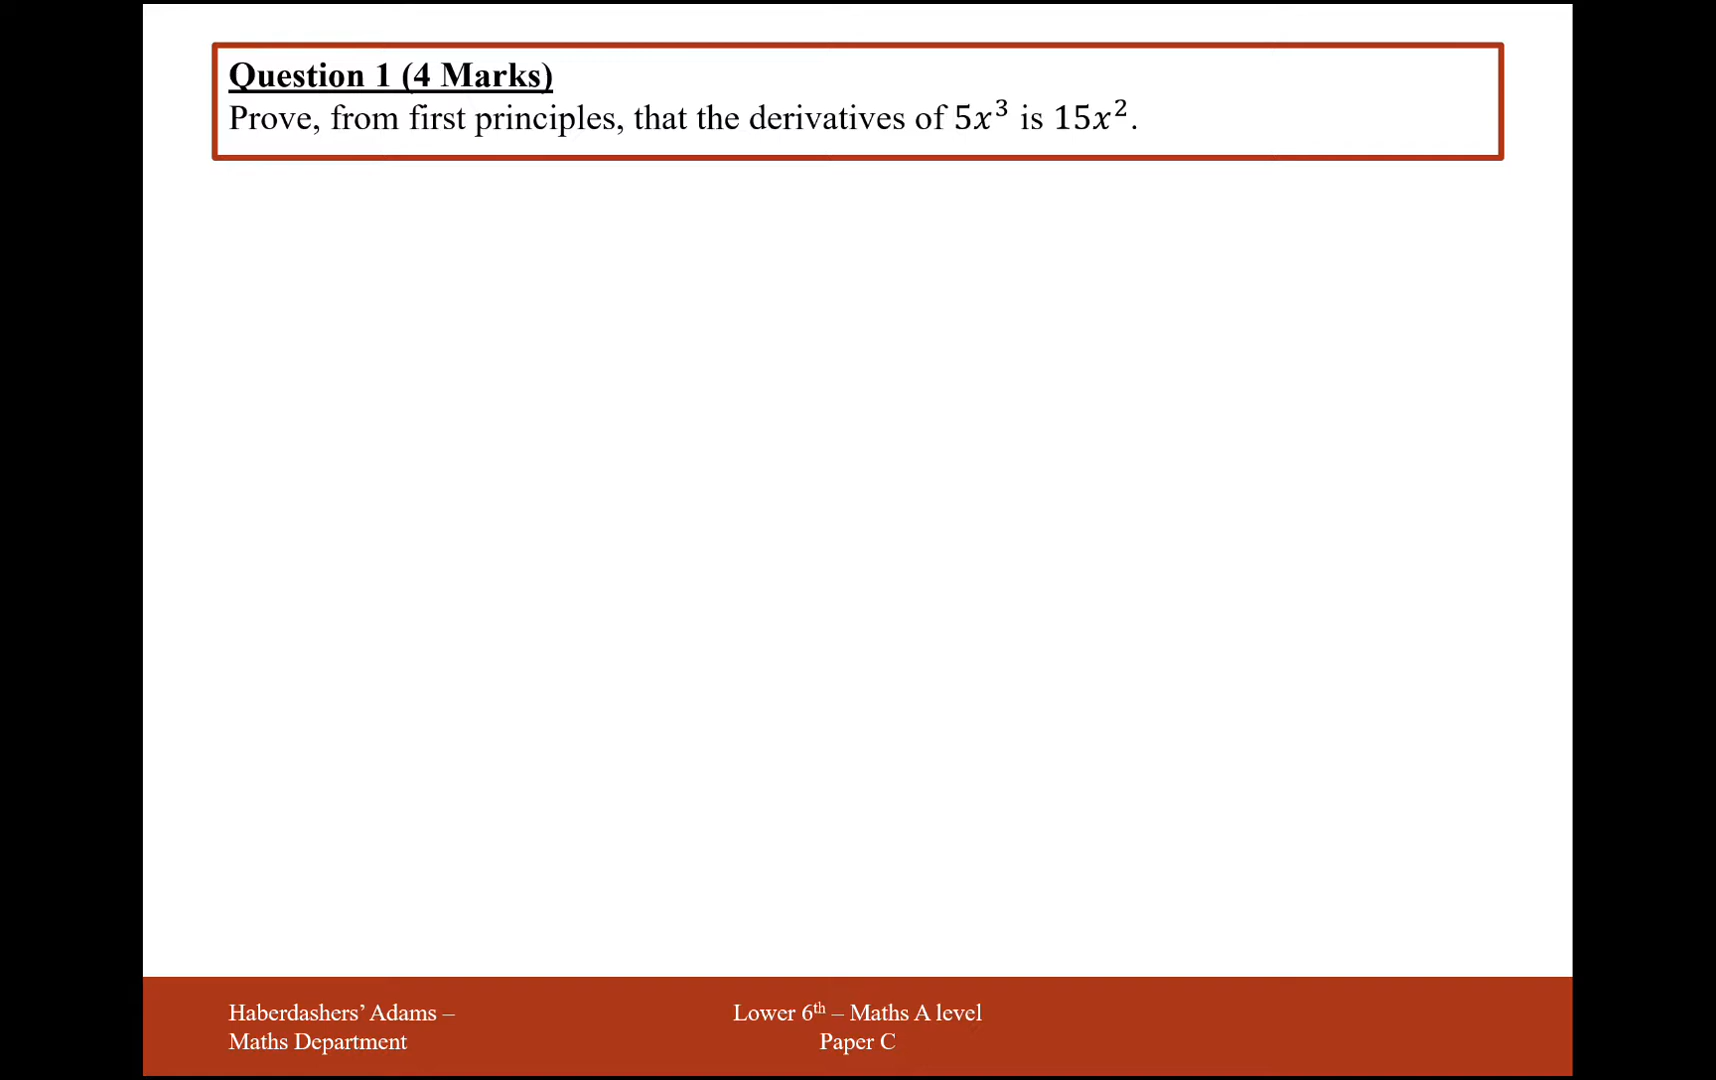 Question 1 (4 Marks)
Prove, from first principles, that the derivatives of 5x³ is 15x².
Haberdashers’ Adams –
Maths Department
Lower 6th – Maths A level
Paper C